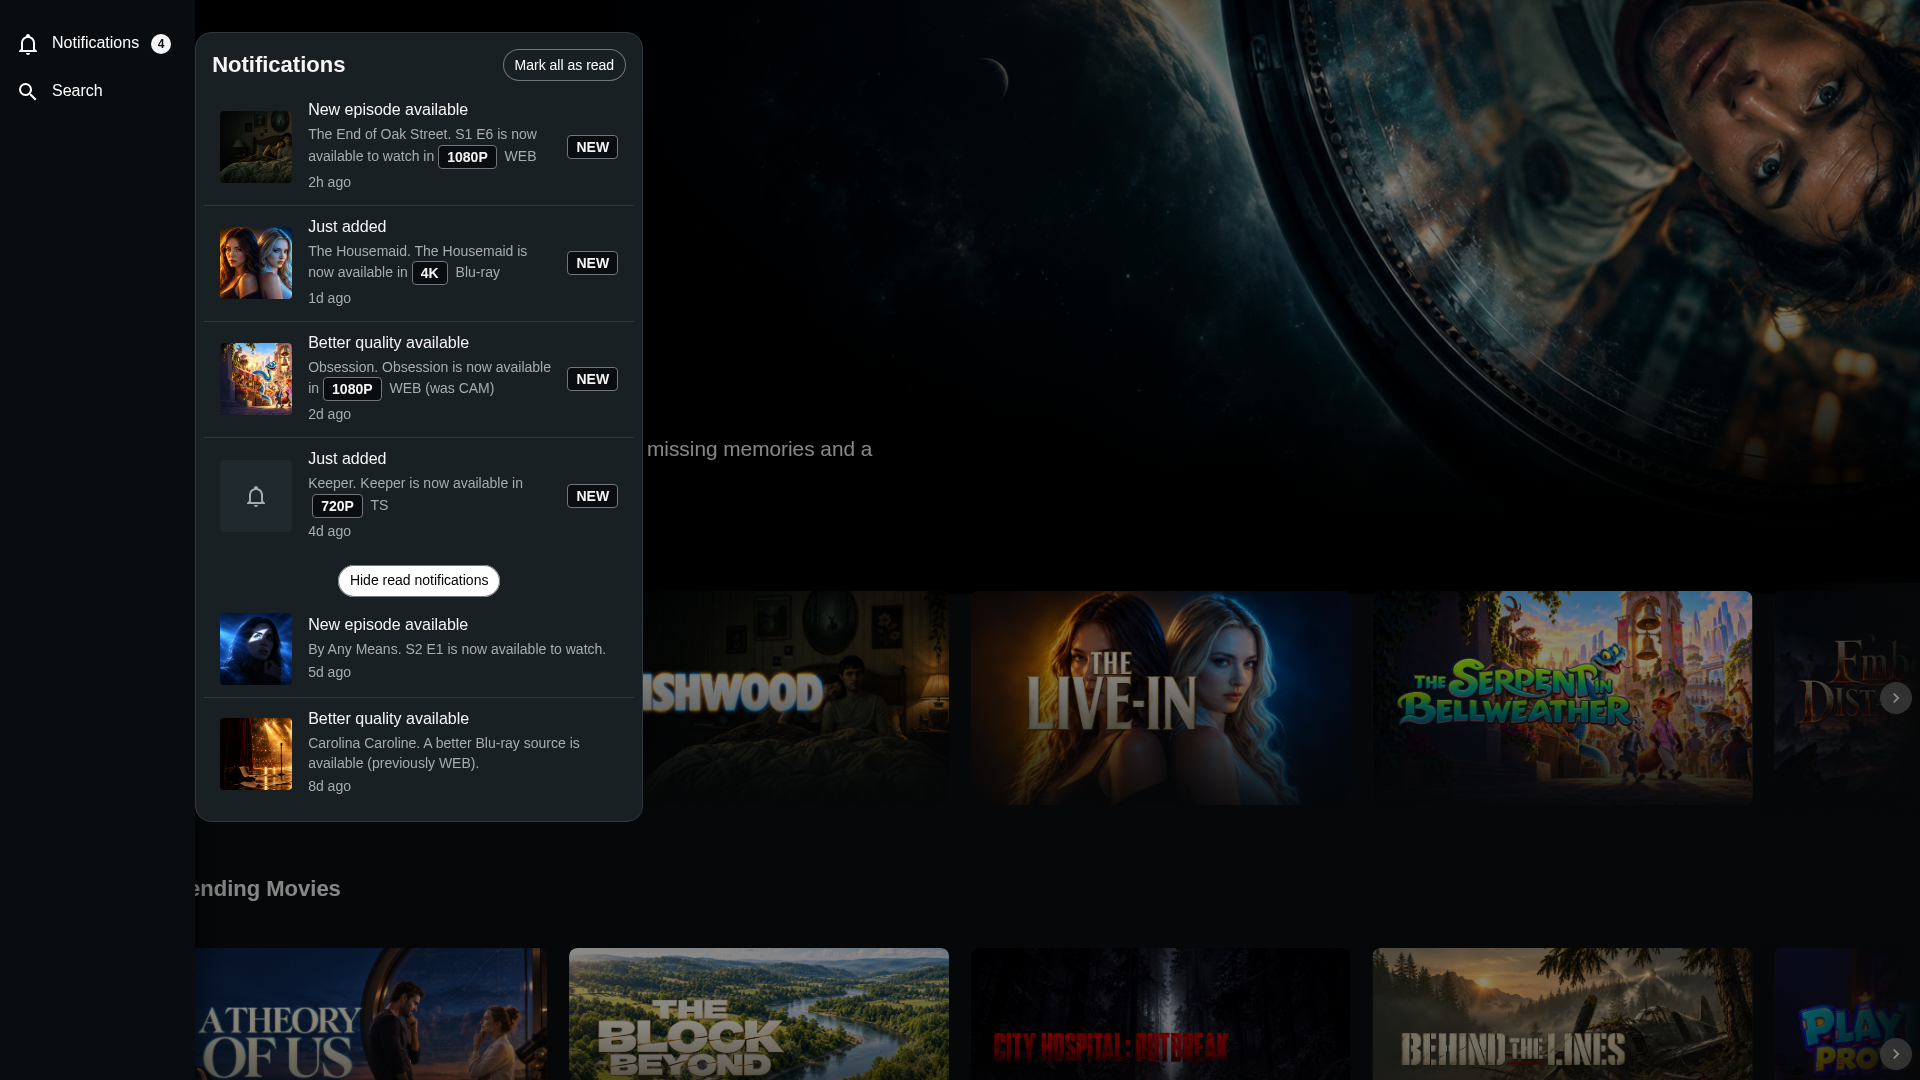 Notifications 4
Search
Notifications
Mark all as read
New episode available
The End of Oak Street. S1 E6 is now
available to watch in 1080P WEB
2h ago
NEW
Just added
The Housemaid. The Housemaid is
now available in 4K Blu-ray
1d ago
NEW
Better quality available
Obsession. Obsession is now available
in 1080P WEB (was CAM)
2d ago
NEW
Just added
Keeper. Keeper is now available in
720P TS
4d ago
NEW
Hide read notifications
New episode available
By Any Means. S2 E1 is now available to watch.
5d ago
Better quality available
Carolina Caroline. A better Blu-ray source is
available (previously WEB).
8d ago
missing memories and a
ISHWOOD
THE
LIVE-IN
THE SERPENT IN
BELLWEATHER
ending Movies
A THEORY
OF US
THE
BLOCK
BEYOND
CITY HOSPITAL: OUTBREAK
BEHIND THE LINES
PLAY
PRO